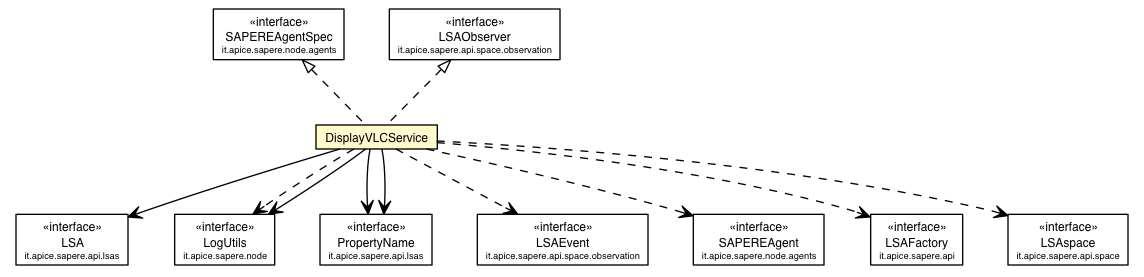 «interface»
SAPEREAgentSpec
it.apice.sapere.node.agents
«interface»
LSAObserver
it.apice.sapere.api.space.observation
DisplayVLCService
«interface»
LSA
it.apice.sapere.api.lsas
«interface»
LogUtils
it.apice.sapere.node
«interface»
PropertyName
it.apice.sapere.api.lsas
«interface»
LSAEvent
it.apice.sapere.api.space.observation
«interface»
SAPEREAgent
it.apice.sapere.node.agents
«interface»
LSAFactory
it.apice.sapere.api
«interface»
LSAspace
it.apice.sapere.api.space